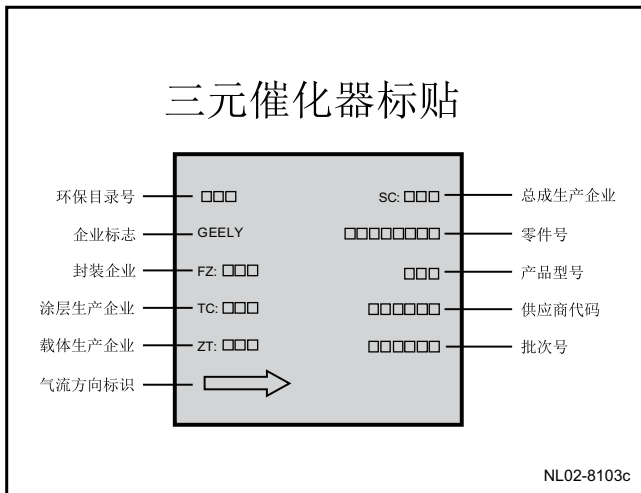 三元催化器标贴
环保目录号 □□□ SC: □□□ 总成生产企业
企业标志 GEELY □□□□□□□□ 零件号
封装企业 FZ: □□□ □□□ 产品型号
涂层生产企业 TC: □□□ □□□□□□ 供应商代码
载体生产企业 ZT: □□□ □□□□□□ 批次号
气流方向标识
NL02-8103c